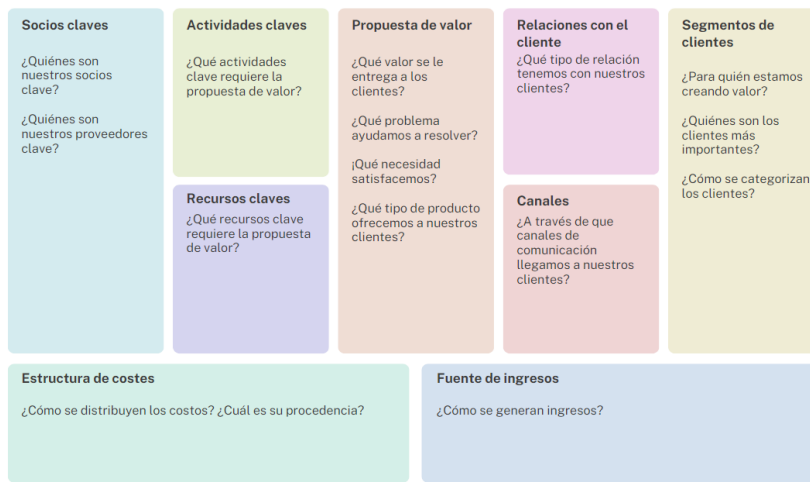 Socios claves
¿Quiénes son
nuestros socios
clave?
¿Quiénes son
nuestros proveedores
clave?
Actividades claves
¿Qué actividades
clave requiere la
propuesta de valor?
Recursos claves
¿Qué recursos clave
requiere la propuesta
de valor?
Propuesta de valor
¿Qué valor se le
entrega a los
clientes?
¿Qué problema
ayudamos a resolver?
¡Qué necesidad
satisfacemos?
¿Qué tipo de producto
ofrecemos a nuestros
clientes?
Relaciones con el
cliente
¿Qué tipo de relación
tenemos con nuestros
clientes?
Canales
¿A través de que
canales de
comunicación
llegamos a nuestros
clientes?
Segmentos de
clientes
¿Para quién estamos
creando valor?
¿Quiénes son los
clientes más
importantes?
¿Cómo se categorizan
los clientes?
Estructura de costes
¿Cómo se distribuyen los costos? ¿Cuál es su procedencia?
Fuente de ingresos
¿Cómo se generan ingresos?